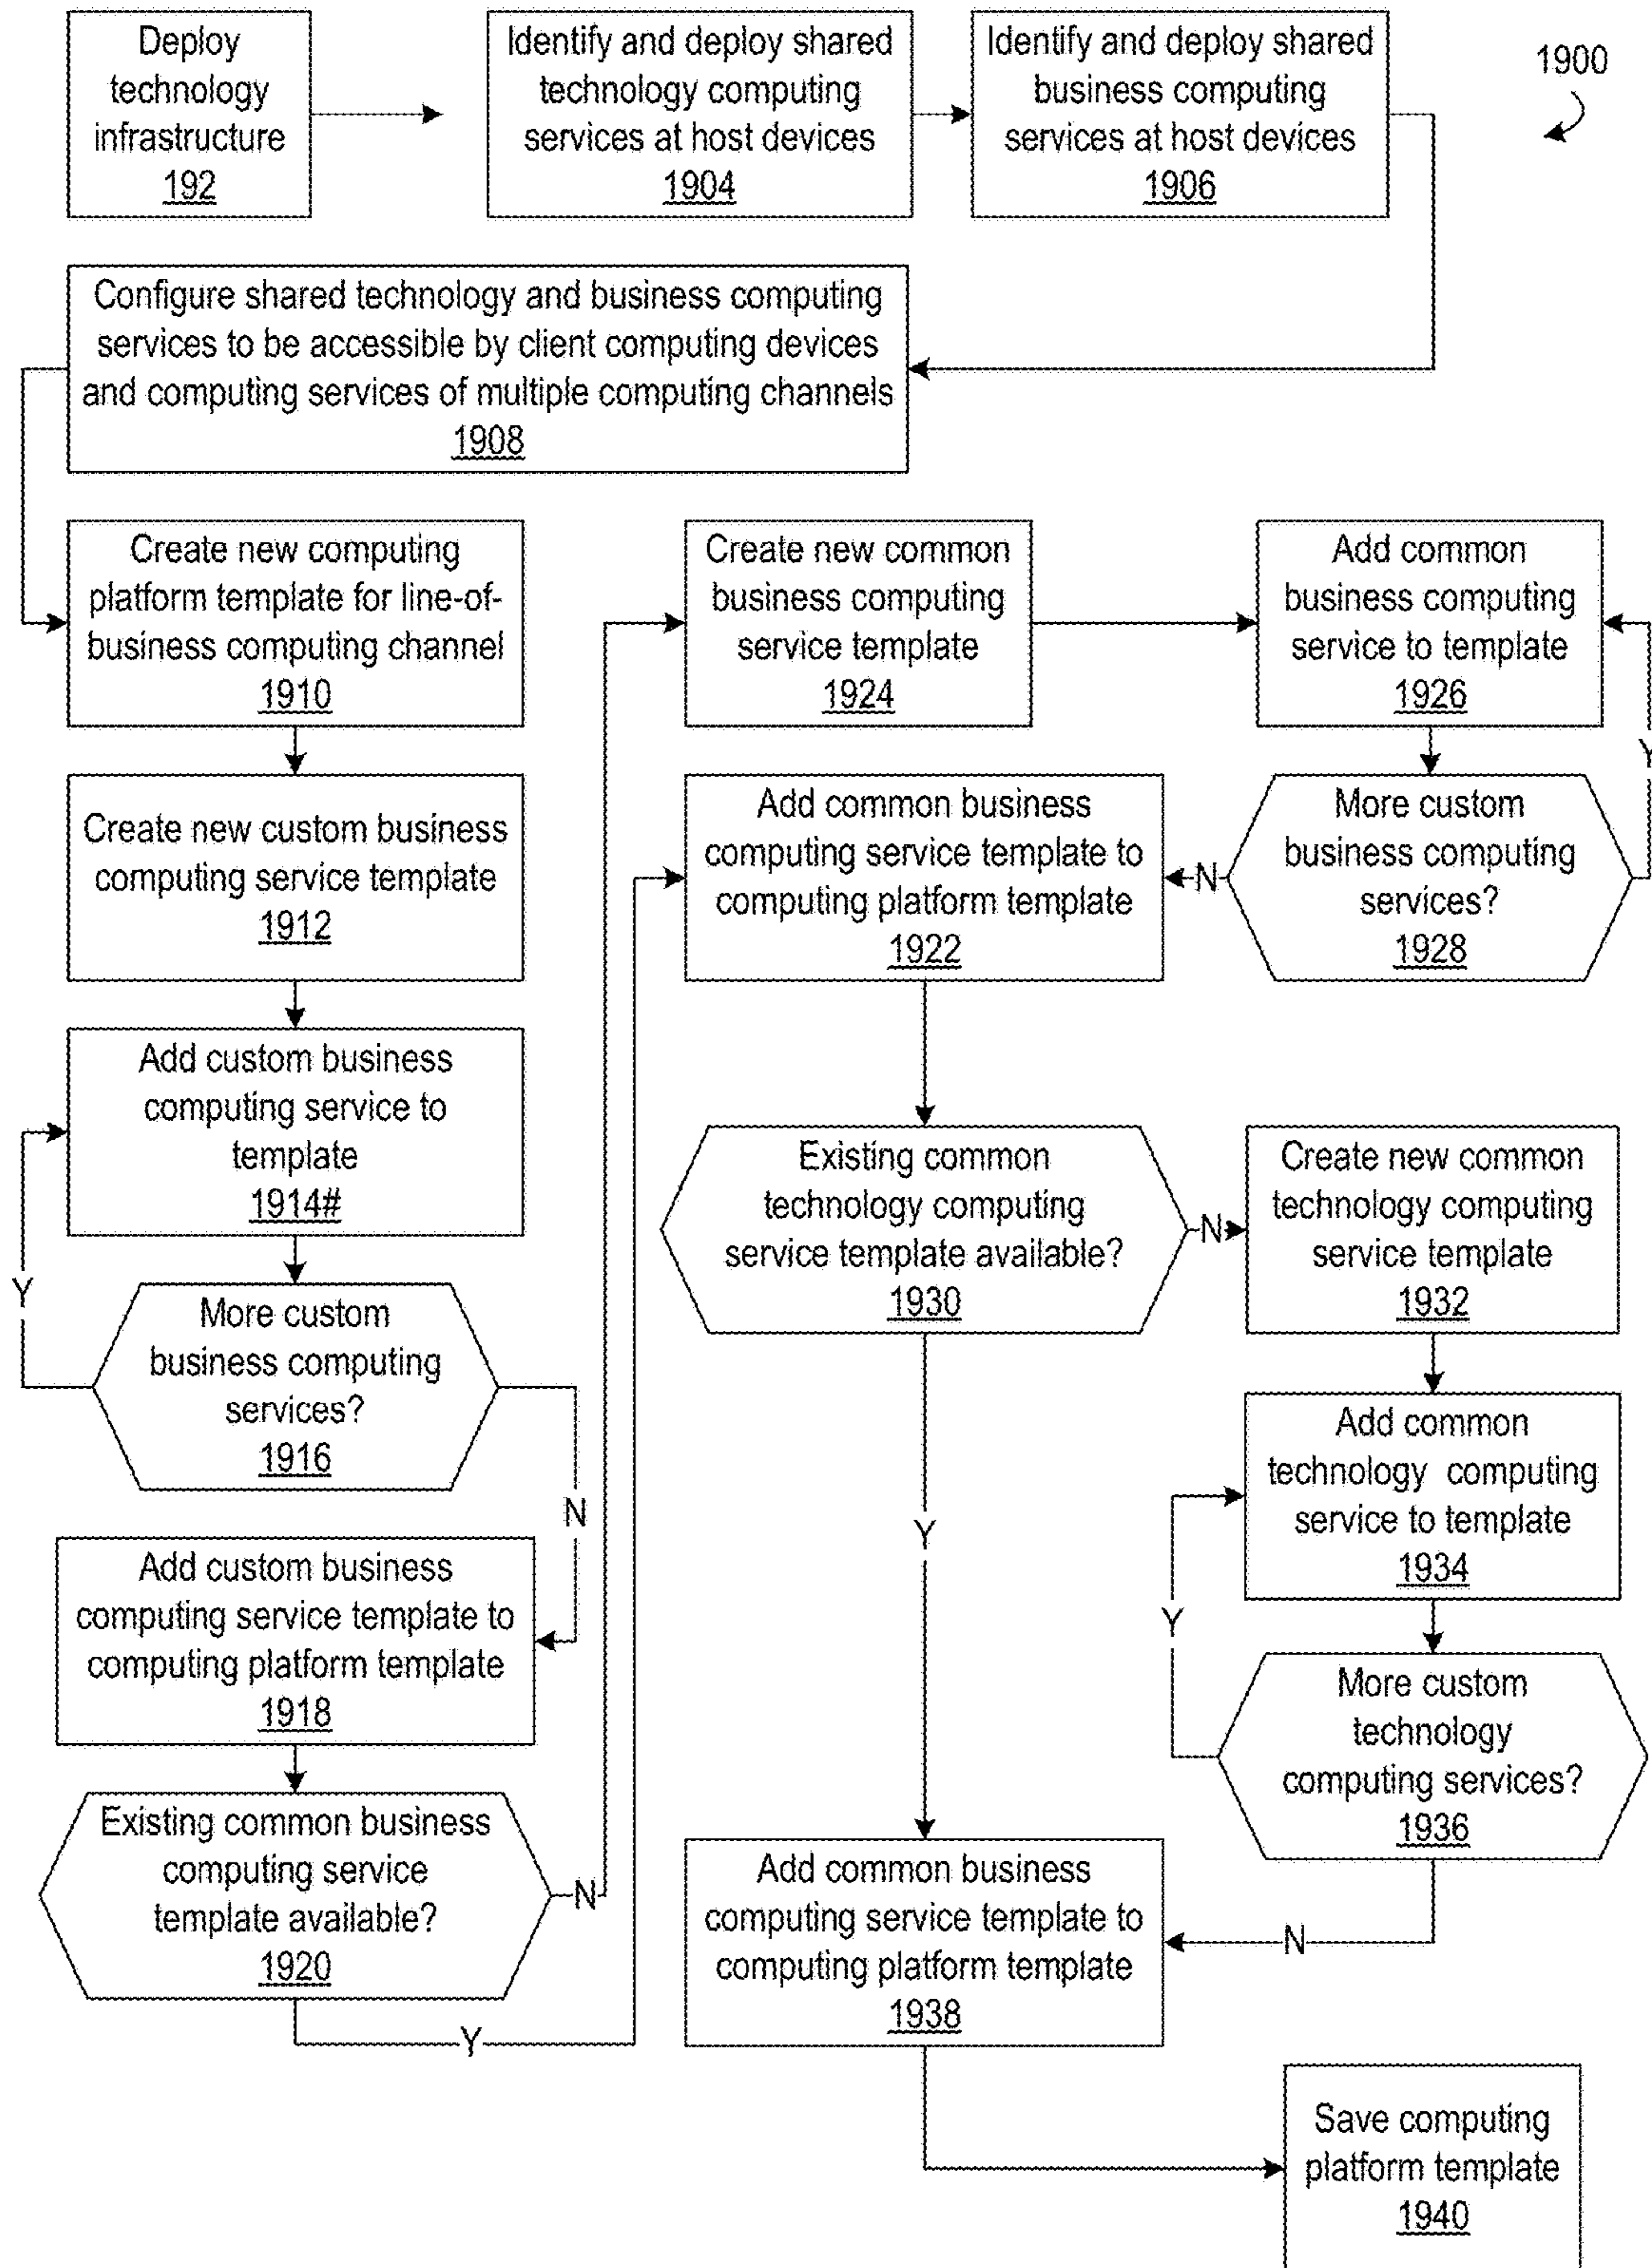 Deploy
technology
infrastructure
192
Identify and deploy shared
technology computing
services at host devices
1904
Identify and deploy shared
business computing
services at host devices
1906
1900
Configure shared technology and business computing
services to be accessible by client computing devices
and computing services of multiple computing channels
1908
Create new computing
platform template for line-of-
business computing channel
1910
Create new custom business
computing service template
1912
Add custom business
computing service to
template
1914#
Y
More custom
business computing
services?
1916
N
Add custom business
computing service template to
computing platform template
1918
Existing common business
computing service
template available?
1920
N
Y
Create new common
business computing
service template
1924
Add common
business computing
service to template
1926
Y
More custom
business computing
services?
1928
N
Add common business
computing service template to
computing platform template
1922
Existing common
technology computing
service template available?
1930
N
Y
Create new common
technology computing
service template
1932
Add common
technology computing
service to template
1934
Y
More custom
technology
computing services?
1936
N
Add common business
computing service template to
computing platform template
1938
Save computing
platform template
1940